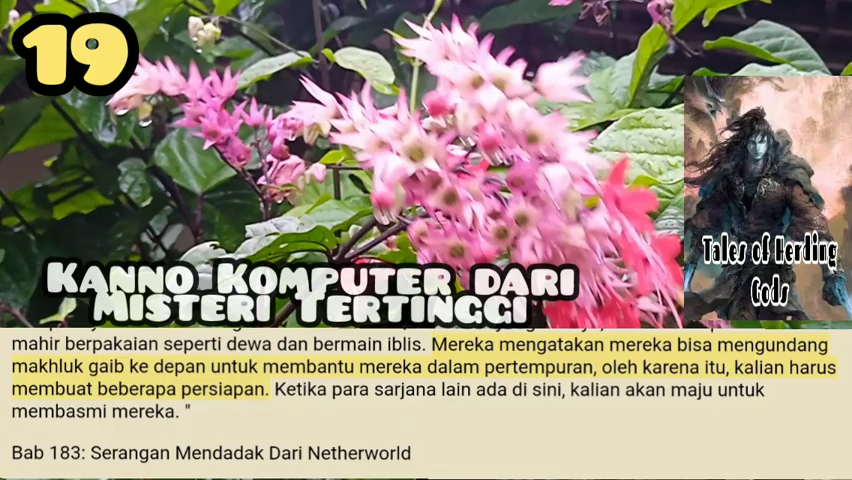 19
Kanno Komputer dari
Misteri Tertinggi
Tales of Herding
Gods
mahir berpakaian seperti dewa dan bermain iblis. Mereka mengatakan mereka bisa mengundang
makhluk gaib ke depan untuk membantu mereka dalam pertempuran, oleh karena itu, kalian harus
membuat beberapa persiapan. Ketika para sarjana lain ada di sini, kalian akan maju untuk
membasmi mereka. "
Bab 183: Serangan Mendadak Dari Netherworld